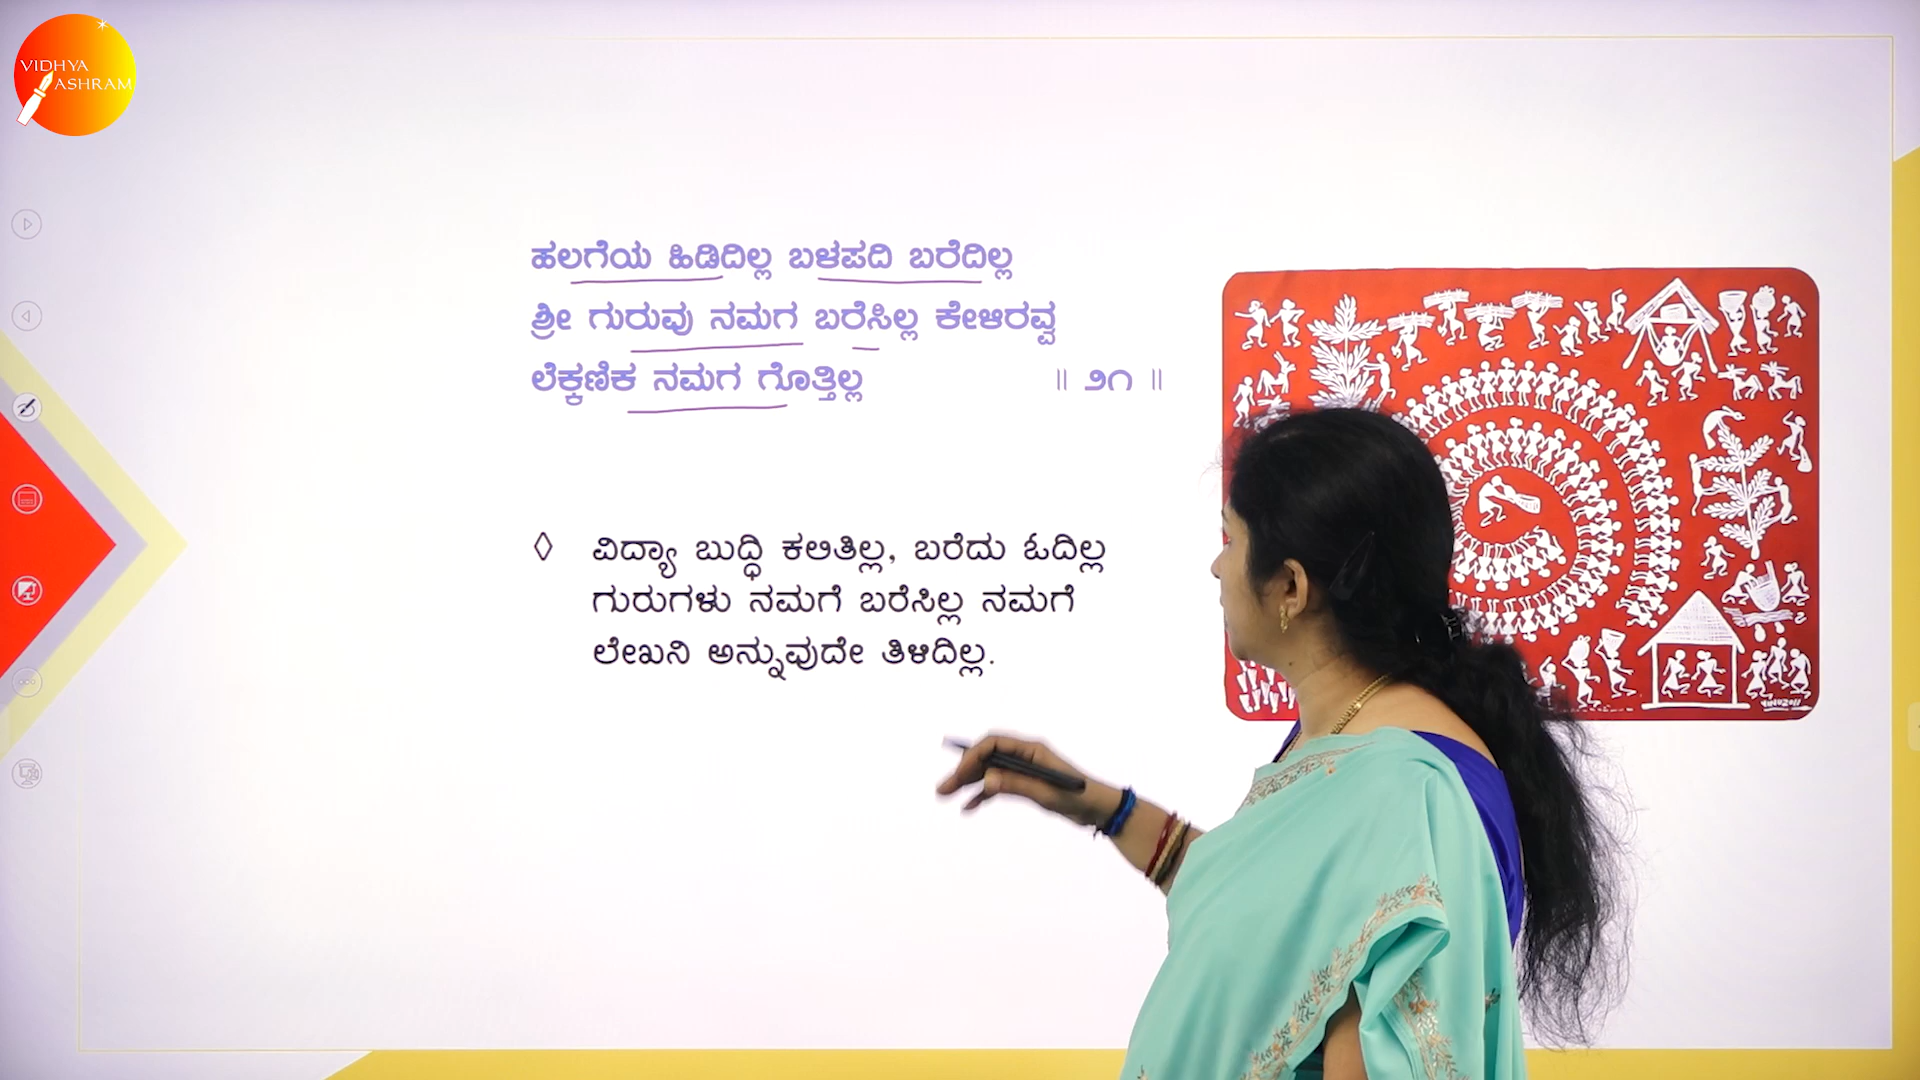 VIDHYA
ASHRAM
ಹಲಗೆಯ ಹಿಡಿದಿಲ್ಲ ಬಳಪದಿ ಬರೆದಿಲ್ಲ
ಶ್ರೀ ಗುರುವು ನಮಗ ಬರೆಸಿಲ್ಲ ಕೇಳಿರವ್ವ
ಲೆಕ್ಕಣಿಕ ನಮಗ ಗೊತ್ತಿಲ್ಲ ॥ ೨೧ ॥
◊ ವಿದ್ಯಾ ಬುದ್ಧಿ ಕಲಿತಿಲ್ಲ, ಬರೆದು ಓದಿಲ್ಲ
ಗುರುಗಳು ನಮಗೆ ಬರೆಸಿಲ್ಲ ನಮಗೆ
ಲೇಖನಿ ಅನ್ನುವುದೇ ತಿಳಿದಿಲ್ಲ.